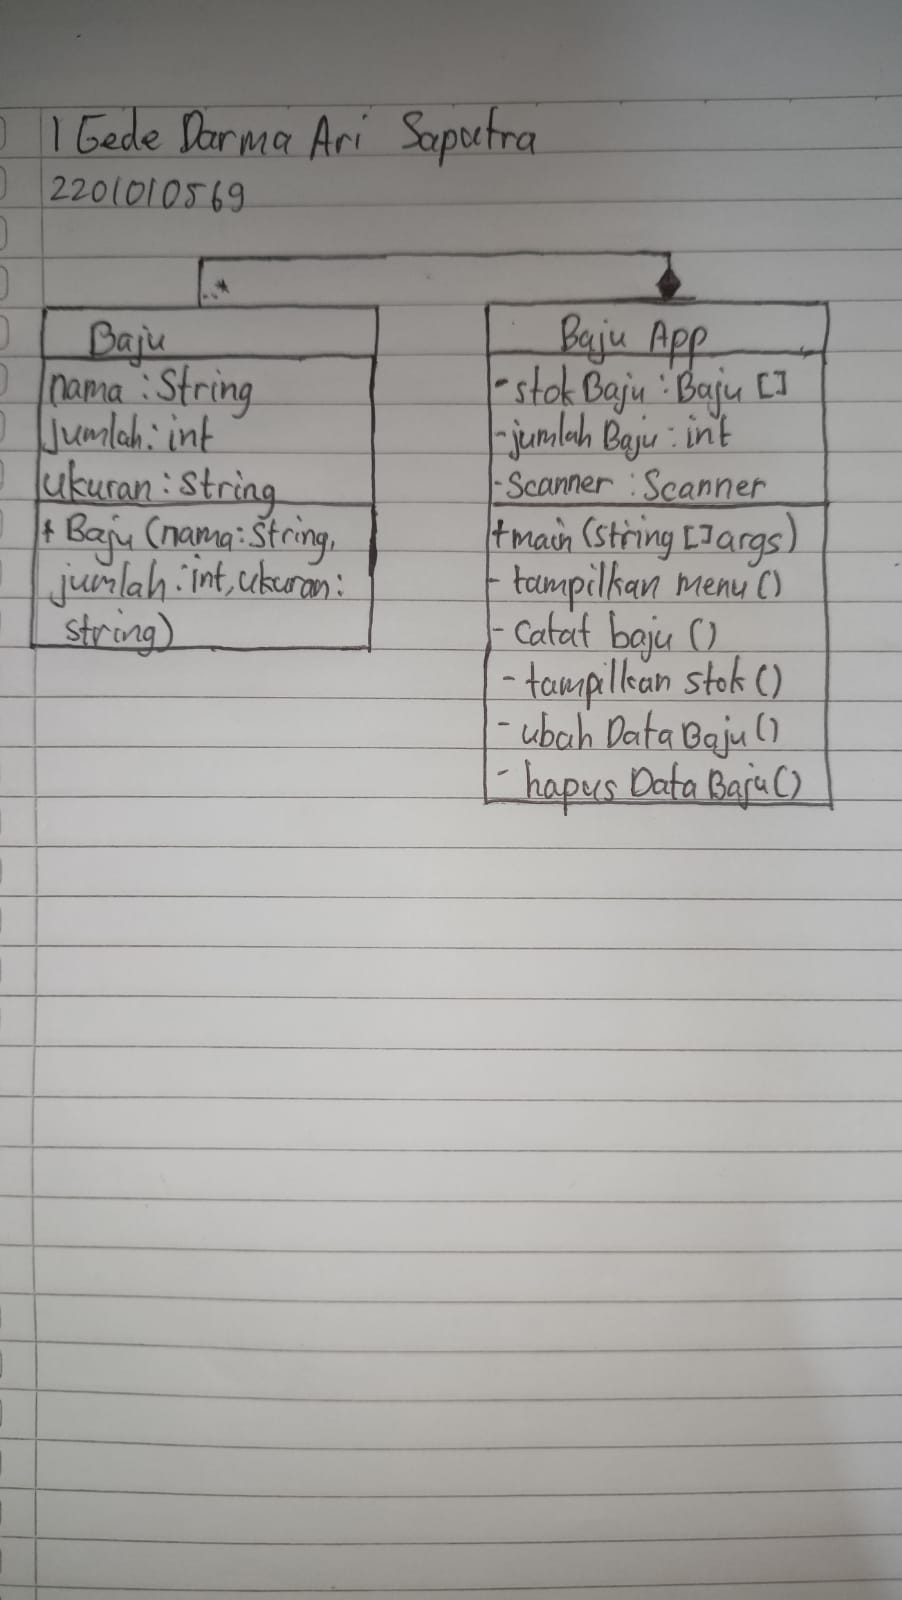 I Gede Darma Ari Saputra
2201010569
..*
Baju
nama : String
Jumlah : int
ukuran : String
+ Baju (nama : String,
jumlah : int, ukuran :
string)
Baju App
- stok Baju : Baju []
- jumlah Baju : int
- Scanner : Scanner
+ main (String [] args)
- tampilkan menu ()
- Catat baju ()
- tampilkan stok ()
- ubah Data Baju ()
- hapus Data Baju ()